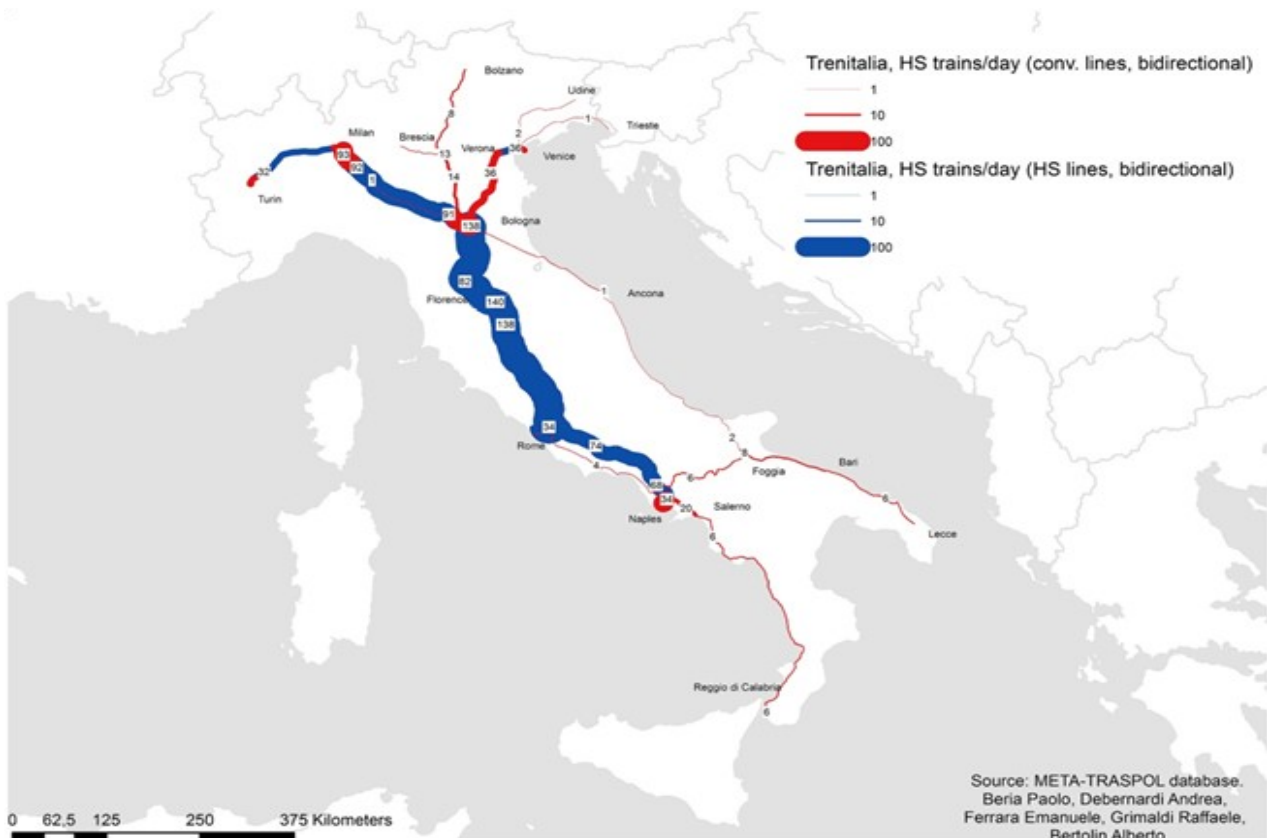 Trenitalia, HS trains/day (conv. lines, bidirectional)
1
10
100
Trenitalia, HS trains/day (HS lines, bidirectional)
1
10
100
Bolzano
8
Udine
1
Trieste
2
Milan
Brescia
Verona
36
Venice
93
92
13
32
1
14
36
Turin
91
138
Bologna
82
Florence
140
1
Ancona
138
34
Rome
74
2
4
8
Foggia
Bari
68
6
34
6
20
Salerno
Naples
6
Lecce
Reggio di Calabria
6
Source: META-TRASPOL database.
Beria Paolo, Debernardi Andrea,
Ferrara Emanuele, Grimaldi Raffaele,
Bertolin Alberto
0 62,5 125 250 375 Kilometers